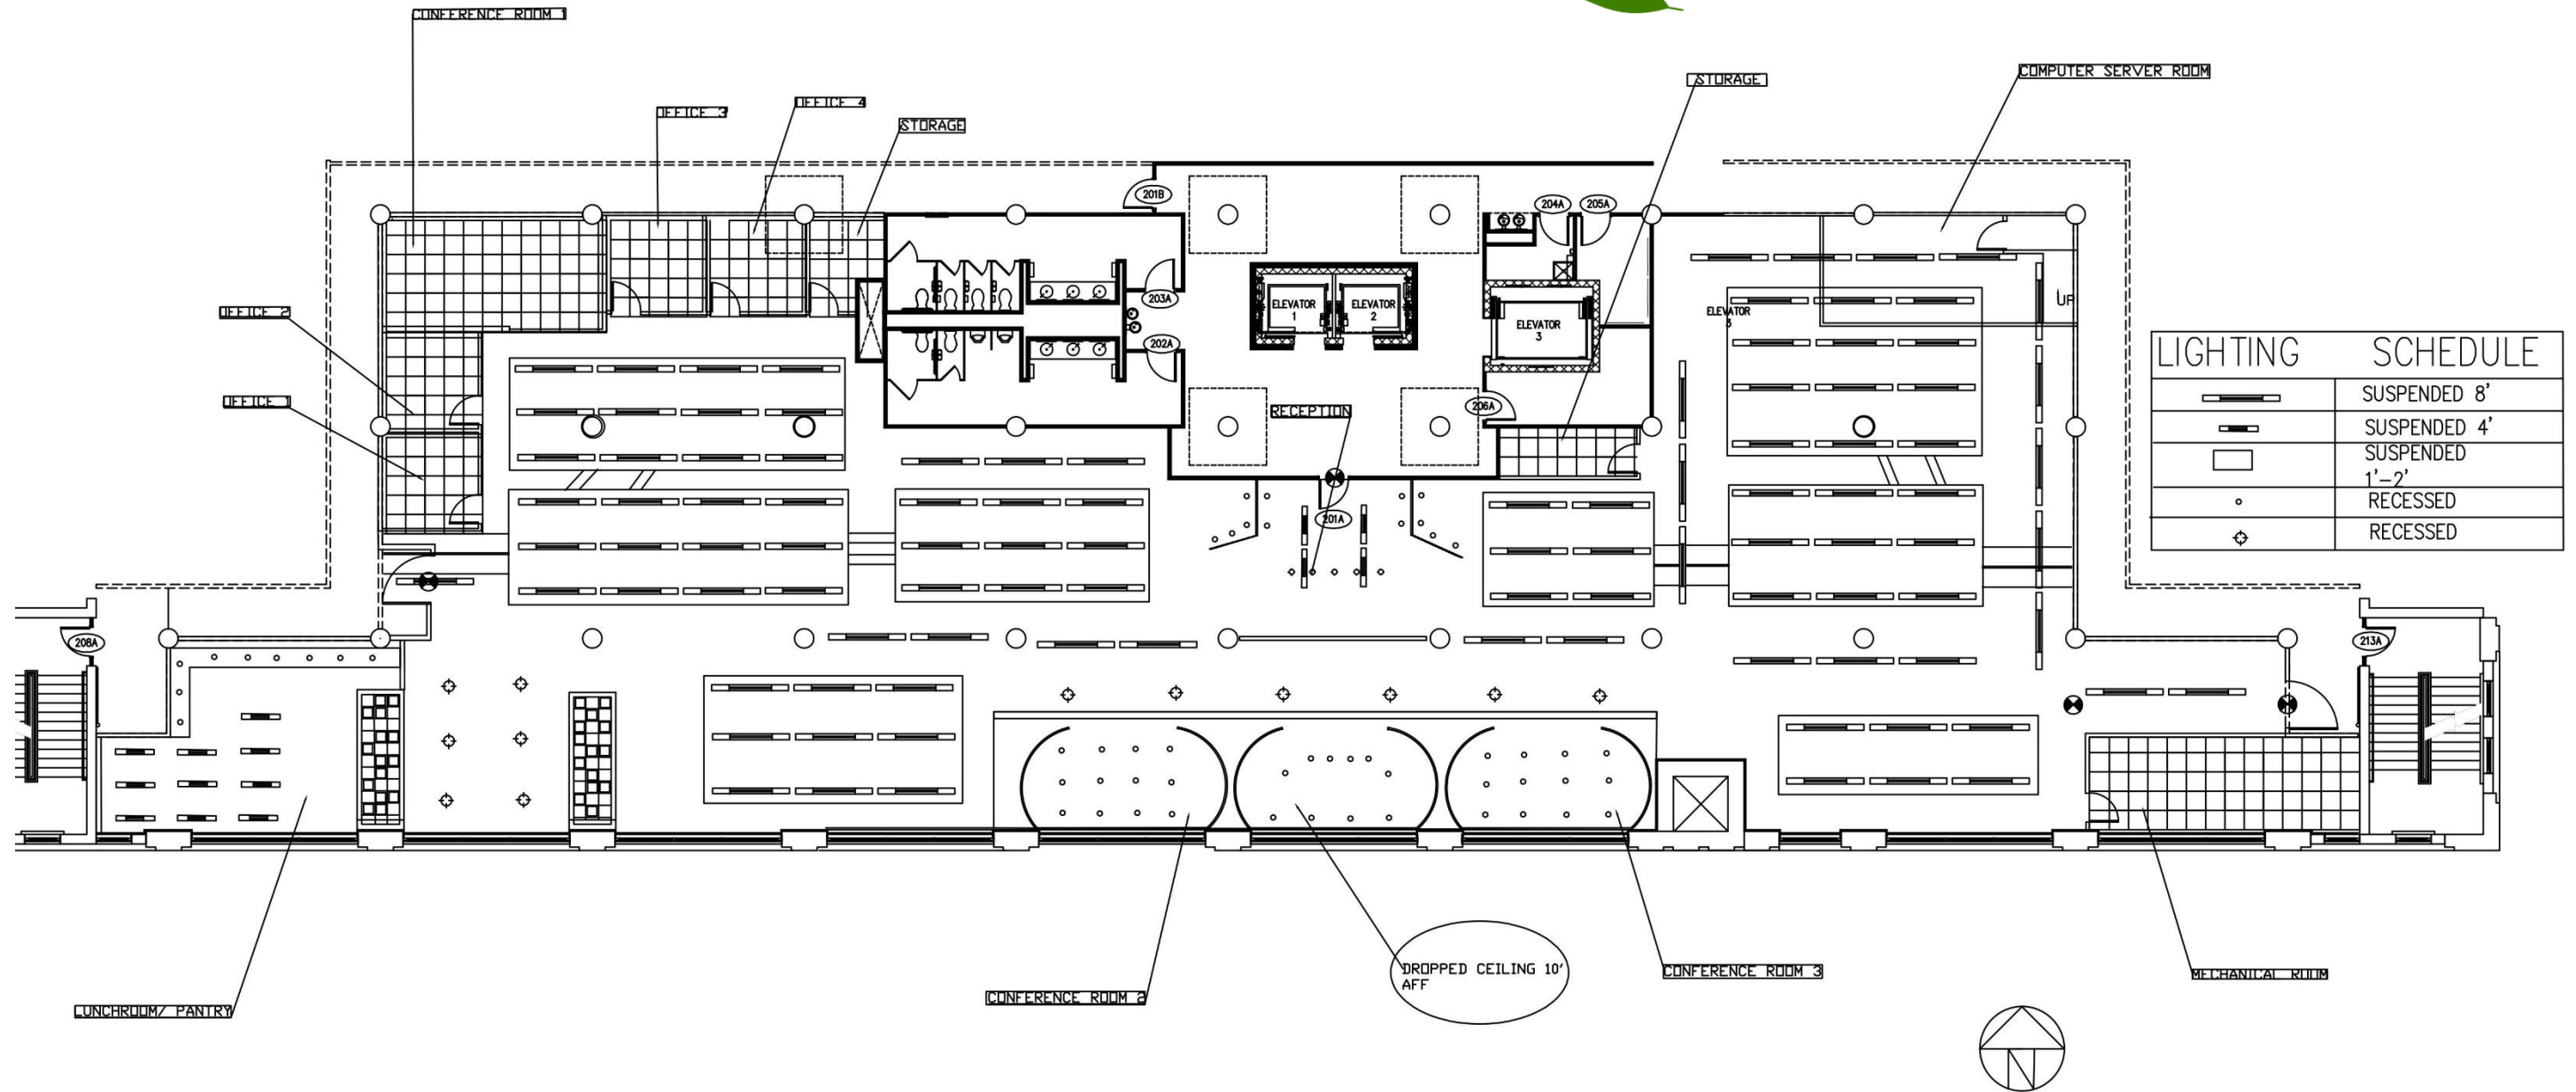 CONFERENCE ROOM 1
COMPUTER SERVER ROOM
STORAGE
OFFICE 4
OFFICE 3
STORAGE
201B
204A
205A
203A
ELEVATOR
1
ELEVATOR
2
ELEVATOR
3
UP
ELEVATOR
3
OFFICE 2
202A
OFFICE 1
RECEPTION
206A
201A
LIGHTING SCHEDULE
SUSPENDED 8'
SUSPENDED 4'
SUSPENDED
1'-2'
RECESSED
RECESSED
208A
213A
DROPPED CEILING 10'
AFF
CONFERENCE ROOM 3
MECHANICAL ROOM
CONFERENCE ROOM 2
LUNCHROOM/ PANTRY
N